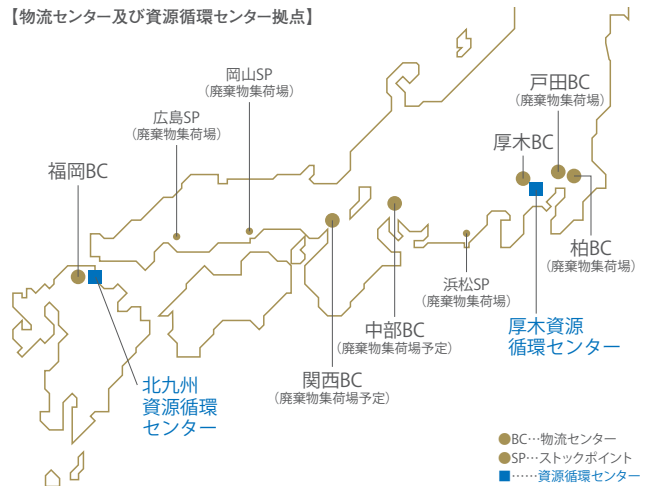 【物流センター及び資源循環センター拠点】
岡山SP
（廃棄物集荷場）
広島SP
（廃棄物集荷場）
福岡BC
戸田BC
（廃棄物集荷場）
厚木BC
柏BC
（廃棄物集荷場）
浜松SP
（廃棄物集荷場）
中部BC
（廃棄物集荷場予定）
関西BC
（廃棄物集荷場予定）
厚木資源
循環センター
北九州
資源循環
センター
●BC…物流センター
●SP…ストックポイント
■……資源循環センター